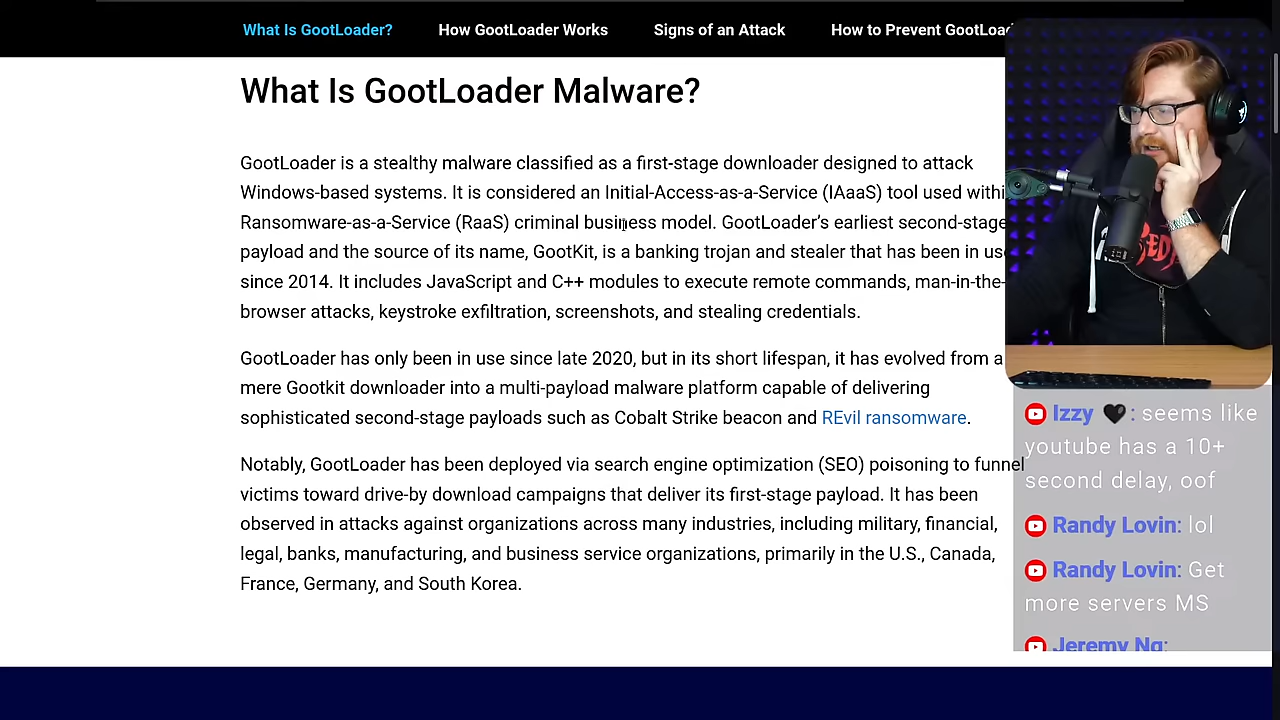 What Is GootLoader?
How GootLoader Works
Signs of an Attack
How to Prevent GootLoad
What Is GootLoader Malware?
GootLoader is a stealthy malware classified as a first-stage downloader designed to attack
Windows-based systems. It is considered an Initial-Access-as-a-Service (IAaaS) tool used withi
Ransomware-as-a-Service (RaaS) criminal business model. GootLoader’s earliest second-stage
payload and the source of its name, GootKit, is a banking trojan and stealer that has been in us
since 2014. It includes JavaScript and C++ modules to execute remote commands, man-in-the-
browser attacks, keystroke exfiltration, screenshots, and stealing credentials.
GootLoader has only been in use since late 2020, but in its short lifespan, it has evolved from a
mere Gootkit downloader into a multi-payload malware platform capable of delivering
sophisticated second-stage payloads such as Cobalt Strike beacon and REvil ransomware.
Notably, GootLoader has been deployed via search engine optimization (SEO) poisoning to funnel
victims toward drive-by download campaigns that deliver its first-stage payload. It has been
observed in attacks against organizations across many industries, including military, financial,
legal, banks, manufacturing, and business service organizations, primarily in the U.S., Canada,
France, Germany, and South Korea.
Izzy 🖤: seems like
youtube has a 10+
second delay, oof
Randy Lovin: lol
Randy Lovin: Get
more servers MS
Jeremy Ng: